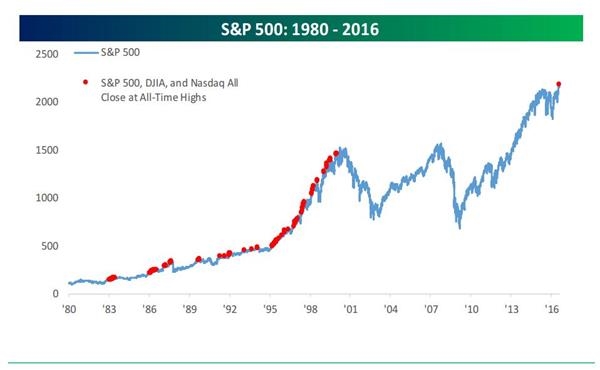 S&P 500: 1980 - 2016
2500
S&P 500
S&P 500, DJIA, and Nasdaq All
Close at All-Time Highs
2000
1500
1000
500
0
'80 '83 '86 '89 '92 '95 '98 '01 '04 '07 '10 '13 '16